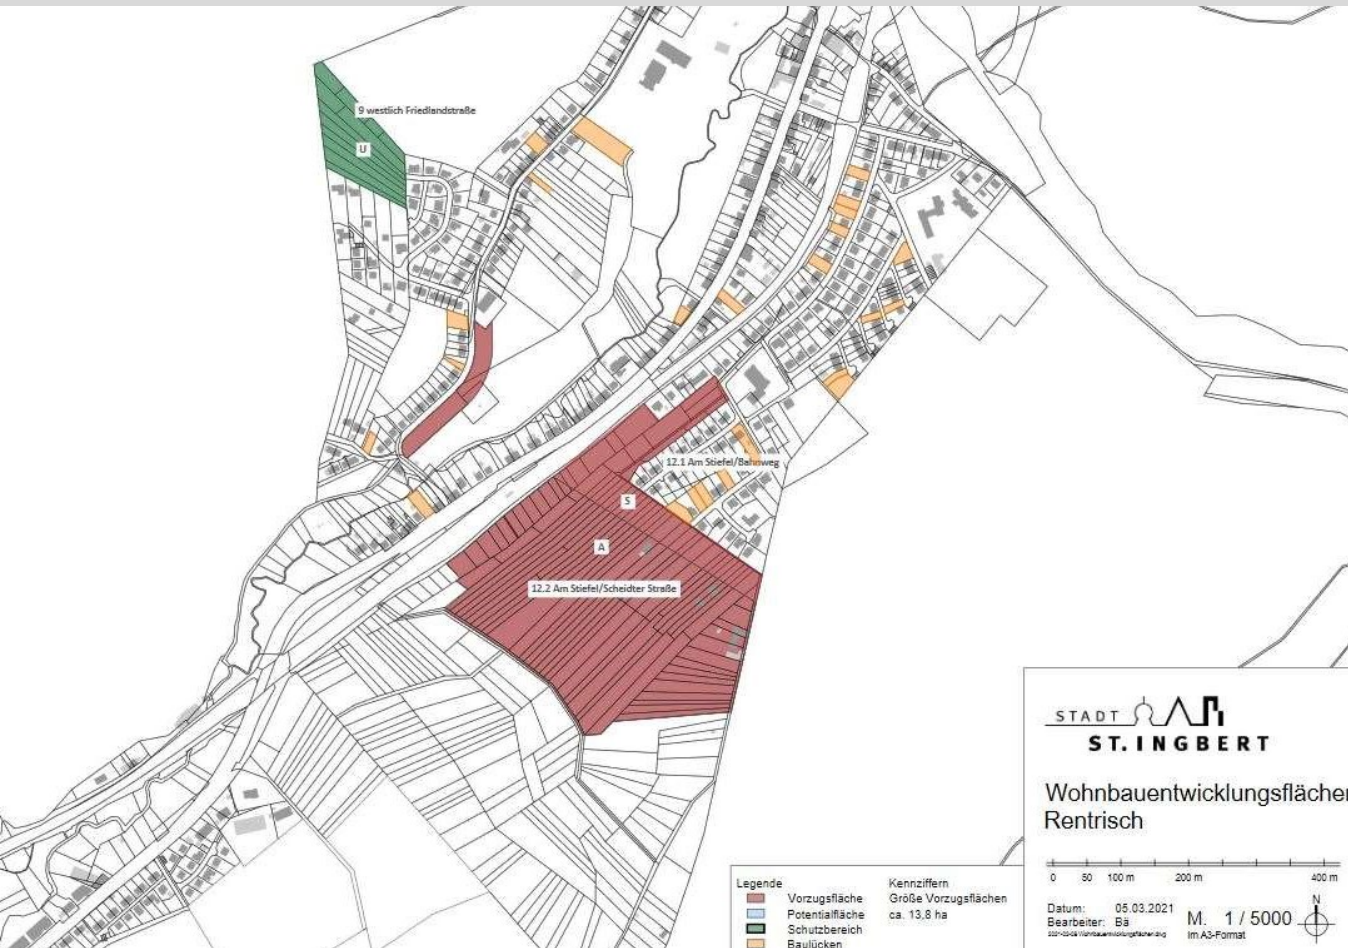 9 westlich Friedlandstraße
U
12.1 Am Stiefel/Bahnweg
S
A
12.2 Am Stiefel/Scheidter Straße
STADT
ST. INGBERT
Wohnbauentwicklungsflächen
Rentrisch
0 50 100 m 200 m 400 m
Datum: 05.03.2021
Bearbeiter: Bä
M. 1 / 5000
im A3-Format
N
Legende
Vorzugsfläche
Potentialfläche
Schutzbereich
Baulücken
Kennziffern
Größe Vorzugsflächen
ca. 13,8 ha